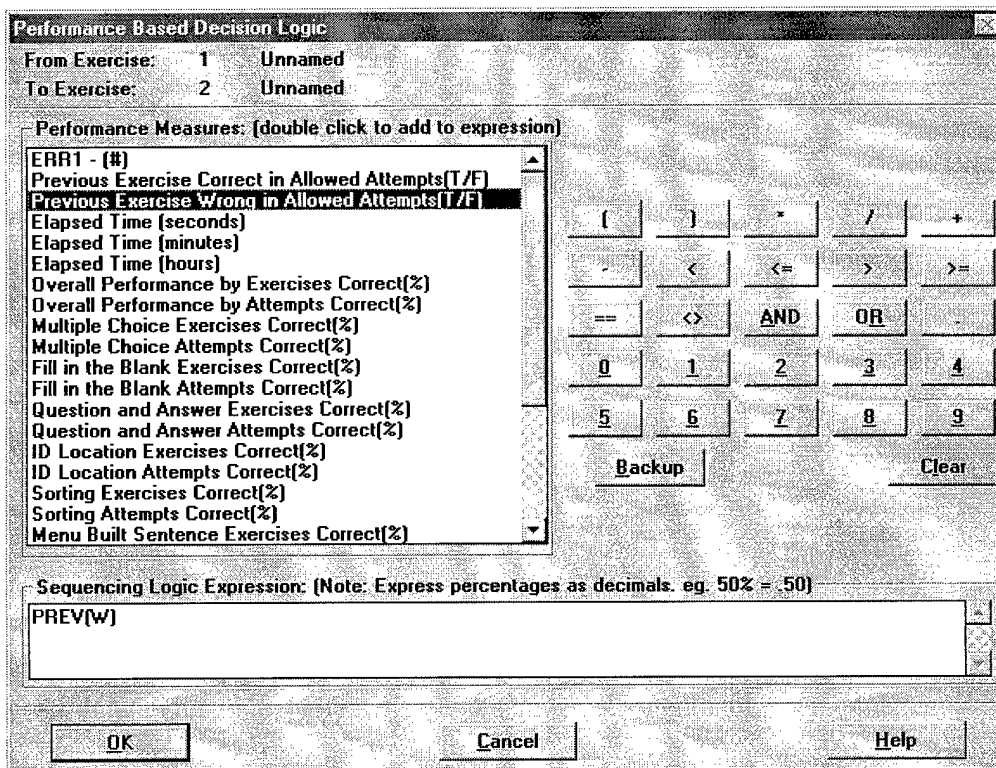 Performance Based Decision Logic
From Exercise: 1 Unnamed
To Exercise: 2 Unnamed
Performance Measures: (double click to add to expression)
ERR1 - (#)
Previous Exercise Correct in Allowed Attempts(T/F)
Previous Exercise Wrong in Allowed Attempts(T/F)
Elapsed Time (seconds)
Elapsed Time (minutes)
Elapsed Time (hours)
Overall Performance by Exercises Correct(%)
Overall Performance by Attempts Correct(%)
Multiple Choice Exercises Correct(%)
Multiple Choice Attempts Correct(%)
Fill in the Blank Exercises Correct(%)
Fill in the Blank Attempts Correct(%)
Question and Answer Exercises Correct(%)
Question and Answer Attempts Correct(%)
ID Location Exercises Correct(%)
ID Location Attempts Correct(%)
Sorting Exercises Correct(%)
Sorting Attempts Correct(%)
Menu Built Sentence Exercises Correct(%)
( ) * / +
- < <= > >=
== <> AND OR .
0 1 2 3 4
5 6 7 8 9
Backup Clear
Sequencing Logic Expression: (Note: Express percentages as decimals. eg. 50% = .50)
PREV(W)
OK Cancel Help